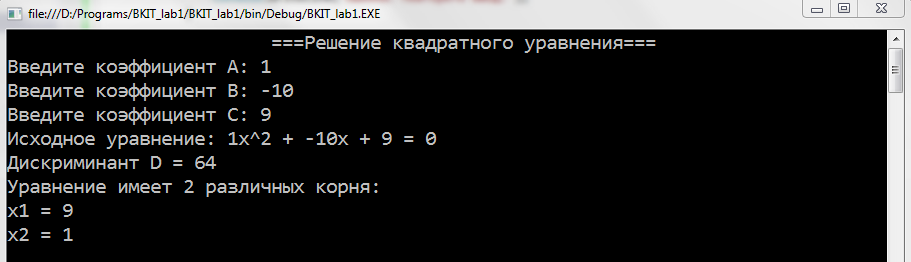 file:///D:/Programs/BKIT_lab1/BKIT_lab1/bin/Debug/BKIT_lab1.EXE
===Решение квадратного уравнения===
Введите коэффициент A: 1
Введите коэффициент B: -10
Введите коэффициент C: 9
Исходное уравнение: 1x^2 + -10x + 9 = 0
Дискриминант D = 64
Уравнение имеет 2 различных корня:
x1 = 9
x2 = 1